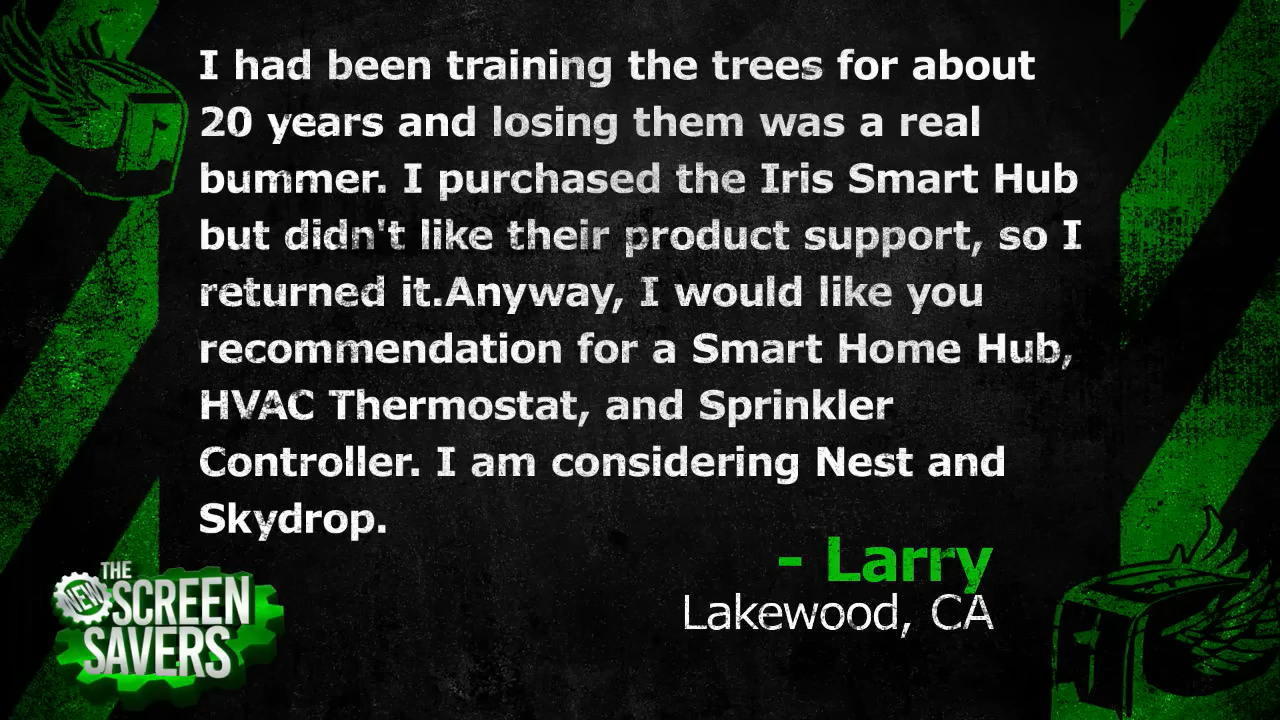 I had been training the trees for about
20 years and losing them was a real
bummer. I purchased the Iris Smart Hub
but didn't like their product support, so I
returned it.Anyway, I would like you
recommendation for a Smart Home Hub,
HVAC Thermostat, and Sprinkler
Controller. I am considering Nest and
Skydrop.
- Larry
Lakewood, CA
THE
NEW SCREEN
SAVERS